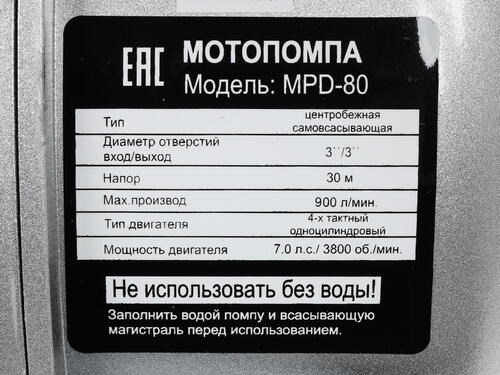 EAC МОТОПОМПА
Модель: MPD-80
Тип центробежная самовсасывающая
Диаметр отверстий вход/выход 3´´/3´´
Напор 30 м
Мах.производ 900 л/мин.
Тип двигателя 4-х тактный одноцилиндровый
Мощность двигателя 7.0 л.с./ 3800 об./мин.
Не использовать без воды!
Заполнить водой помпу и всасывающую
магистраль перед использованием.